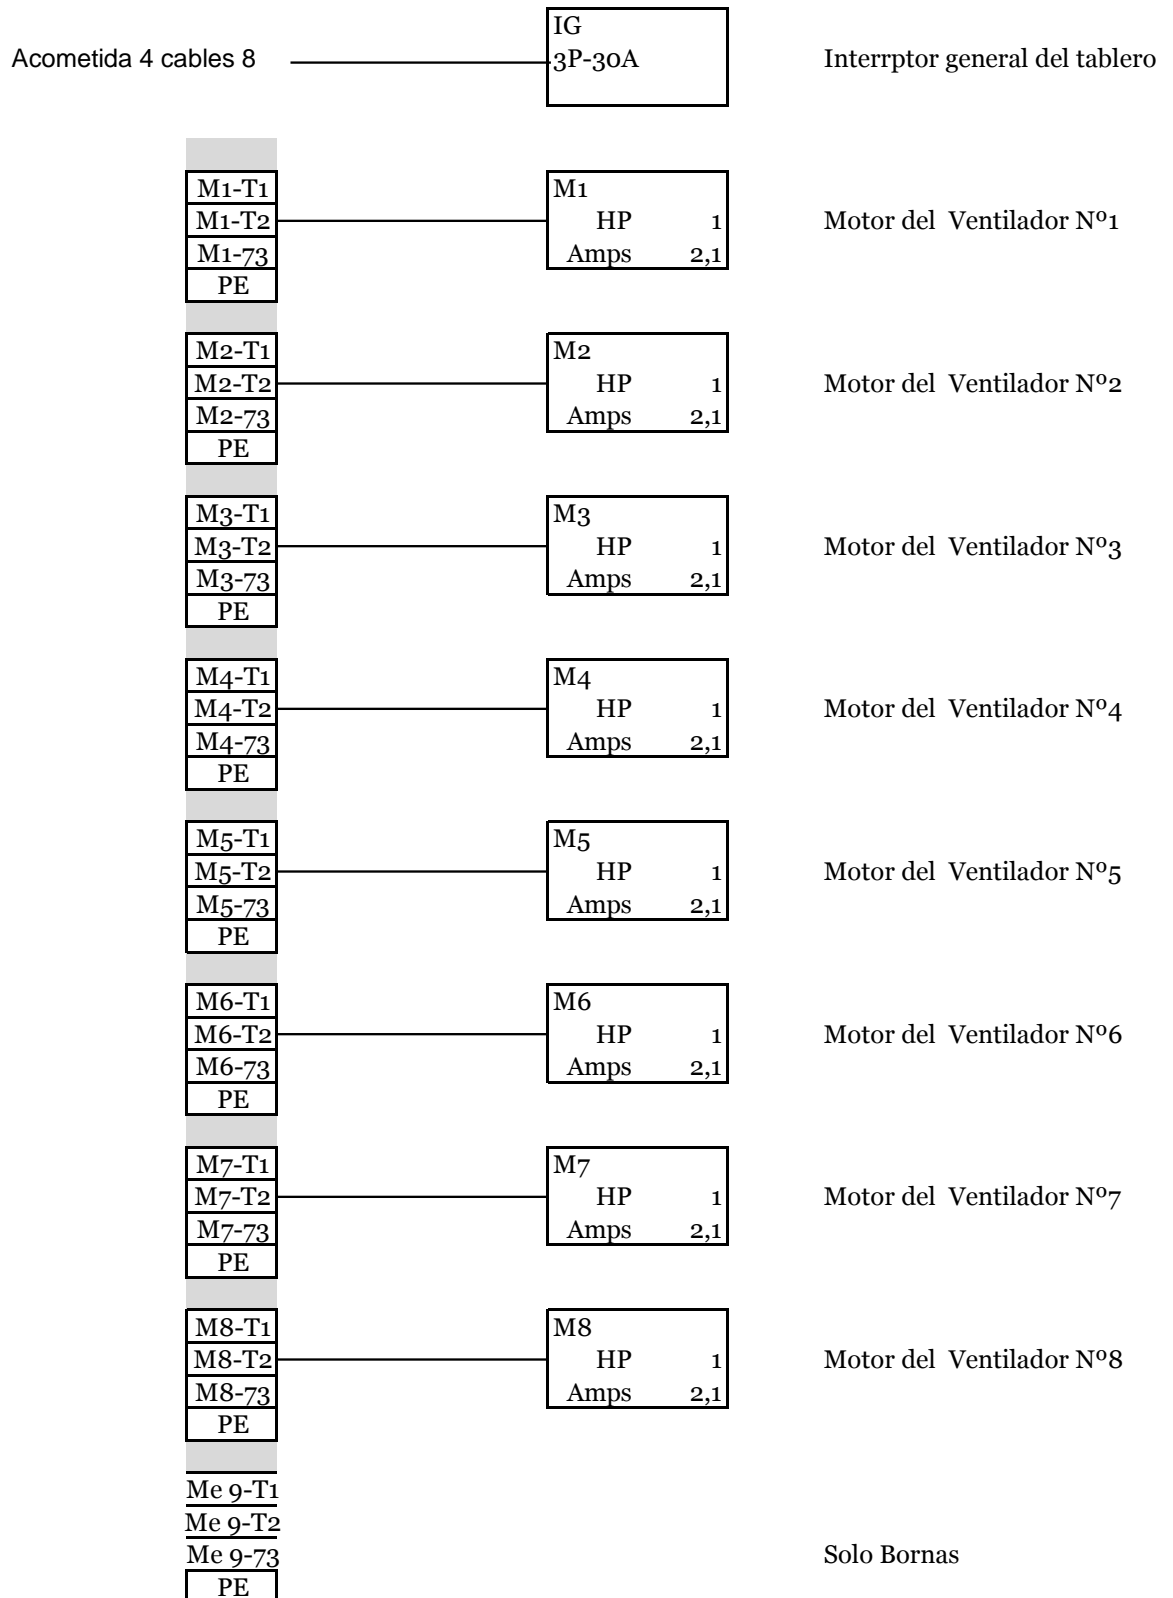 IG
Acometida 4 cables 8 3P-30A Interrptor general del tablero
M1-T1 M1
M1-T2 HP 1 Motor del Ventilador Nº1
M1-73 Amps 2,1
PE
M2-T1 M2
M2-T2 HP 1 Motor del Ventilador Nº2
M2-73 Amps 2,1
PE
M3-T1 M3
M3-T2 HP 1 Motor del Ventilador Nº3
M3-73 Amps 2,1
PE
M4-T1 M4
M4-T2 HP 1 Motor del Ventilador Nº4
M4-73 Amps 2,1
PE
M5-T1 M5
M5-T2 HP 1 Motor del Ventilador Nº5
M5-73 Amps 2,1
PE
M6-T1 M6
M6-T2 HP 1 Motor del Ventilador Nº6
M6-73 Amps 2,1
PE
M7-T1 M7
M7-T2 HP 1 Motor del Ventilador Nº7
M7-73 Amps 2,1
PE
M8-T1 M8
M8-T2 HP 1 Motor del Ventilador Nº8
M8-73 Amps 2,1
PE
Me 9-T1
Me 9-T2
Me 9-73 Solo Bornas
PE